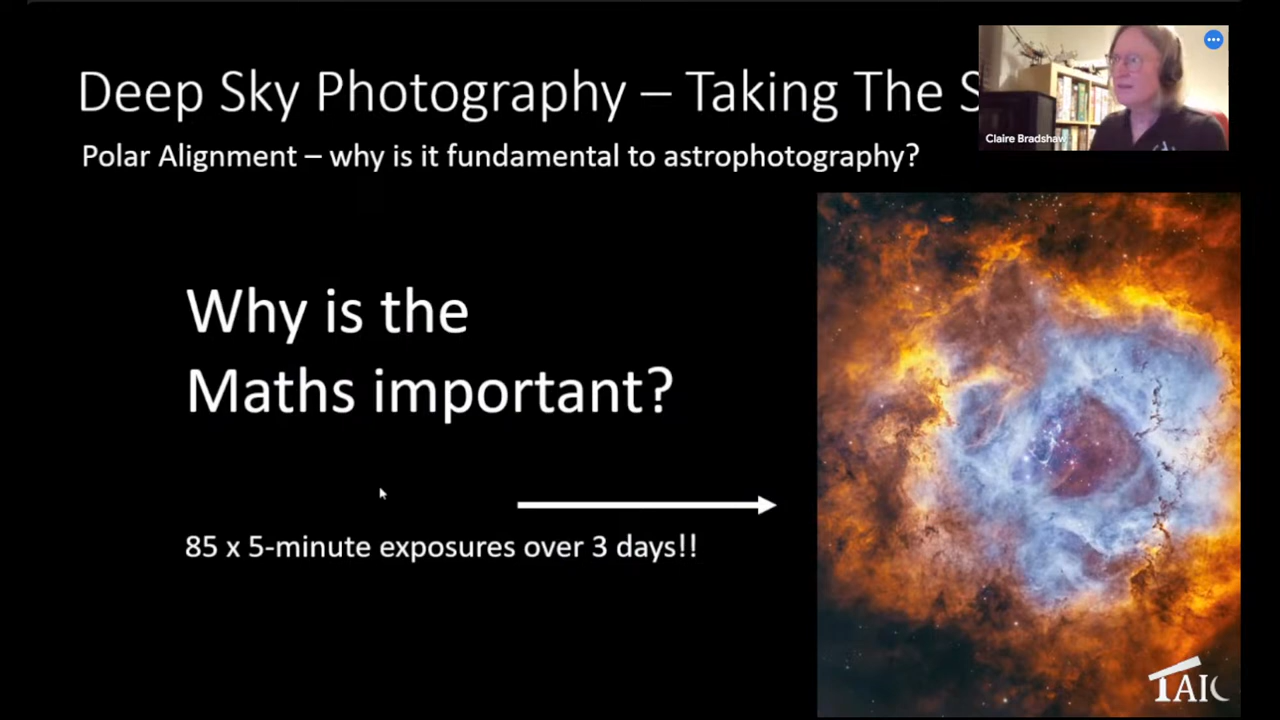 Deep Sky Photography – Taking The S
Claire Bradshaw
Polar Alignment – why is it fundamental to astrophotography?
Why is the
Maths important?
85 x 5-minute exposures over 3 days!!
TAIC